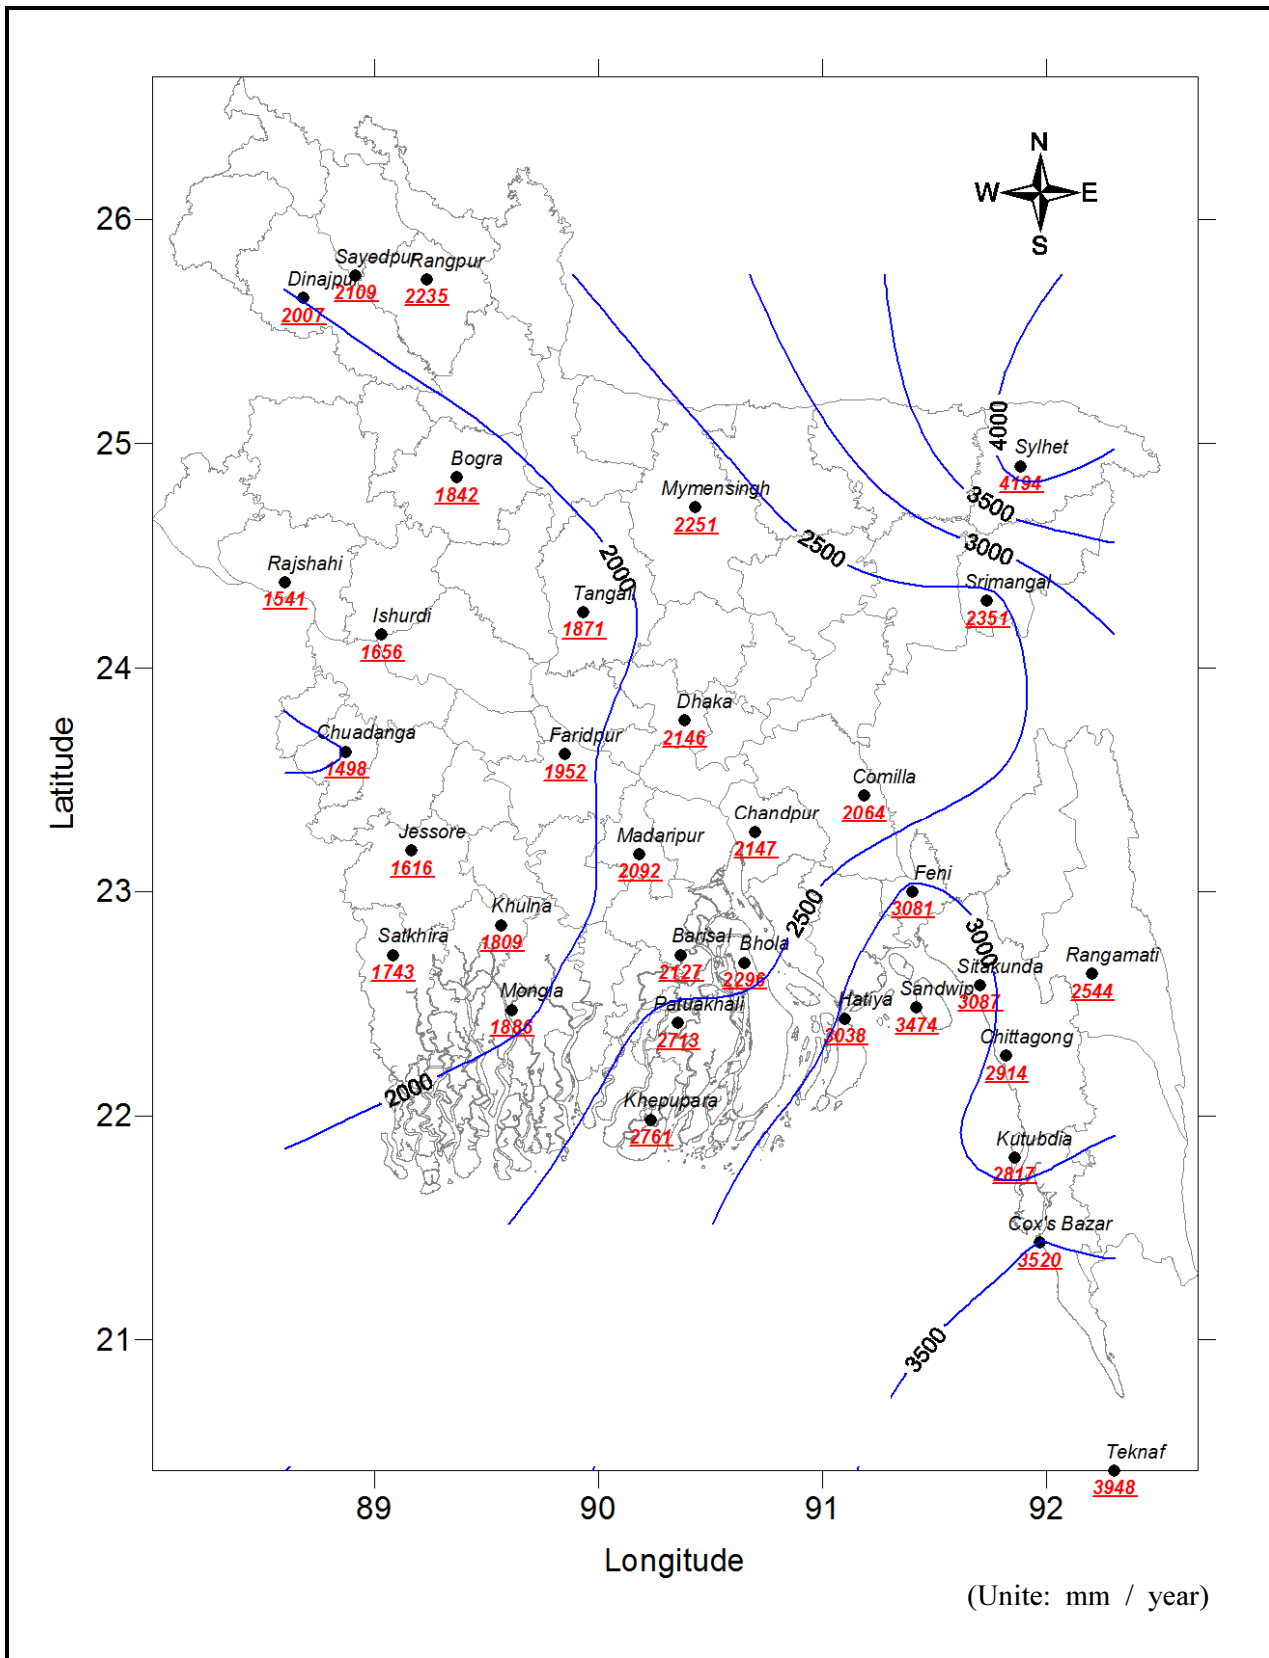 N
W E
S
26
Sayedpur
Rangpur
Dinajpur
2109
2235
2007
4000
25
Sylhet
Bogra
4194
1842
Mymensingh
2251
3500
2500
3000
2000
Rajshahi
Srimangal
1541
Tangail
Ishurdi
1871
2351
1656
24
Dhaka
Chuadanga
Faridpur
2146
1498
1952
Comilla
2064
Chandpur
Jessore
Madaripur
2147
1616
2092
Feni
23
3081
Khulna
2500
1809
3000
Satkhira
Barisal
Bhola
Rangamati
1743
2127
2296
Sitakunda
2544
Mongla
Patuakhali
Hatiya
Sandwip
3087
1886
2713
3038
3474
Chittagong
2914
2000
22
Khepupara
2761
Kutubdia
2817
Cox's Bazar
3520
21
3500
Teknaf
3948
89 90 91 92
Latitude
Longitude
(Unite: mm / year)